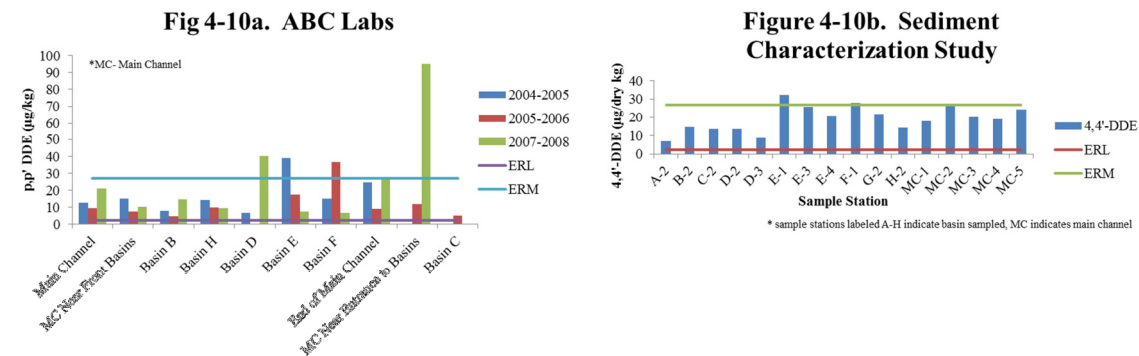 Fig 4-10a. ABC Labs
p,p' DDE (µg/kg)
100
90
80
70
60
50
40
30
20
10
0
*MC- Main Channel
2004-2005
2005-2006
2007-2008
ERL
ERM
Main Channel
MC Near Front Basins
Basin B
Basin H
Basin D
Basin E
Basin F
End of Main Channel
MC Near Entrance to Basins
Basin C
Figure 4-10b. Sediment
Characterization Study
4,4'-DDE (µg/dry kg)
40
30
20
10
0
4,4'-DDE
ERL
ERM
A-2
B-2
C-2
D-2
D-3
E-1
E-3
E-4
F-1
G-2
H-2
MC-1
MC-2
MC-3
MC-4
MC-5
Sample Station
* sample stations labeled A-H indicate basin sampled, MC indicates main channel